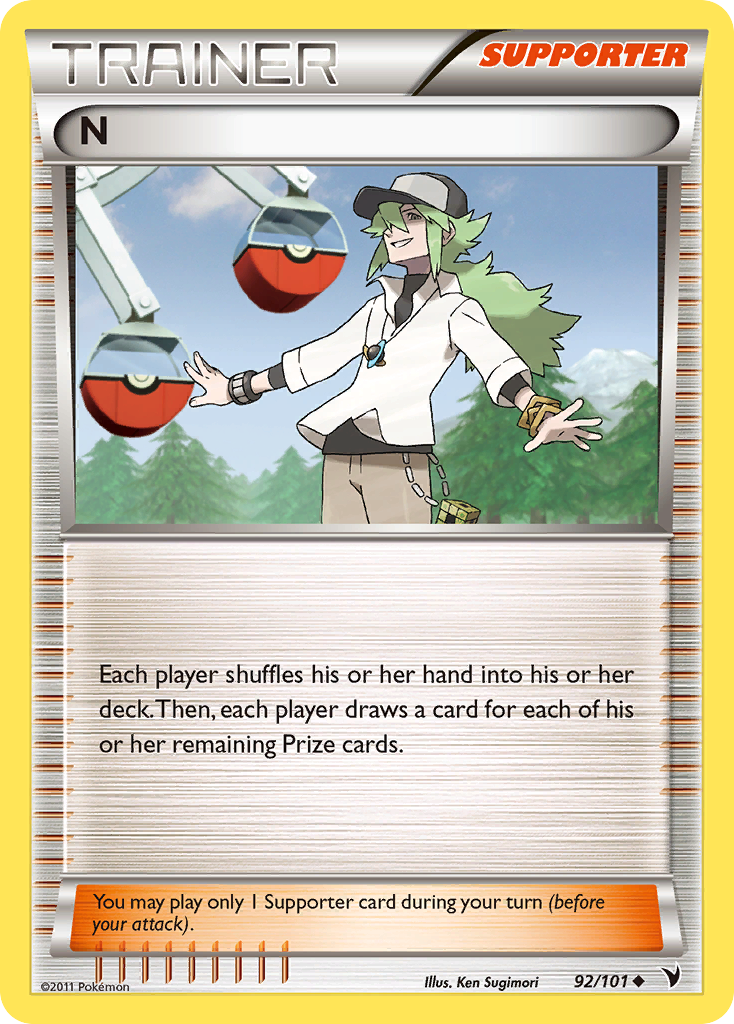 TRAINER
SUPPORTER
N
Each player shuffles his or her hand into his or her
deck. Then, each player draws a card for each of his
or her remaining Prize cards.
You may play only 1 Supporter card during your turn (before
your attack).
©2011 Pokémon
Illus. Ken Sugimori
92/101